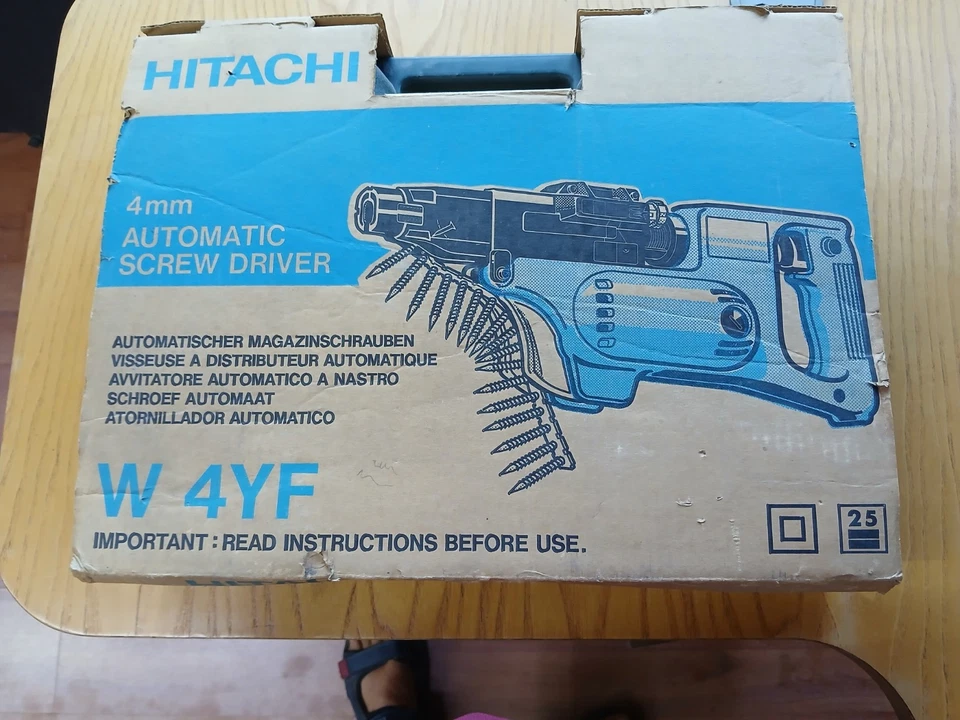 HITACHI
4mm
AUTOMATIC
SCREW DRIVER
AUTOMATISCHER MAGAZINSCHRAUBEN
VISSEUSE A DISTRIBUTEUR AUTOMATIQUE
AVVITATORE AUTOMATICO A NASTRO
SCHROEF AUTOMAAT
ATORNILLADOR AUTOMATICO
W 4YF
IMPORTANT : READ INSTRUCTIONS BEFORE USE.
25